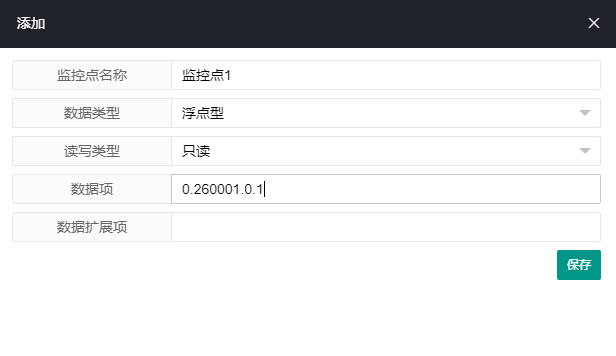 添加
监控点名称 监控点1
数据类型 浮点型
读写类型 只读
数据项 0.260001.0.1
数据扩展项
保存